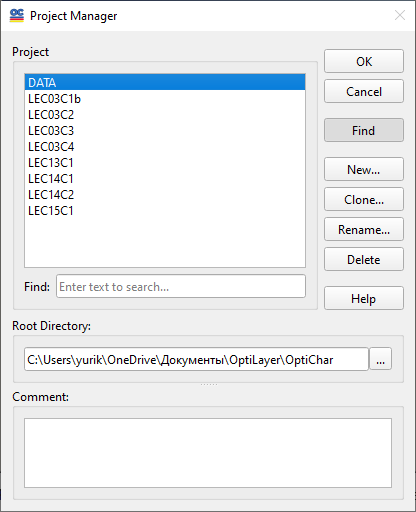 OC Project Manager
Project
DATA
LEC03C1b
LEC03C2
LEC03C3
LEC03C4
LEC13C1
LEC14C1
LEC14C2
LEC15C1
Find: Enter text to search...
OK
Cancel
Find
New...
Clone...
Rename...
Delete
Help
Root Directory:
C:\Users\yurik\OneDrive\Документы\OptiLayer\OptiChar ...
Comment: